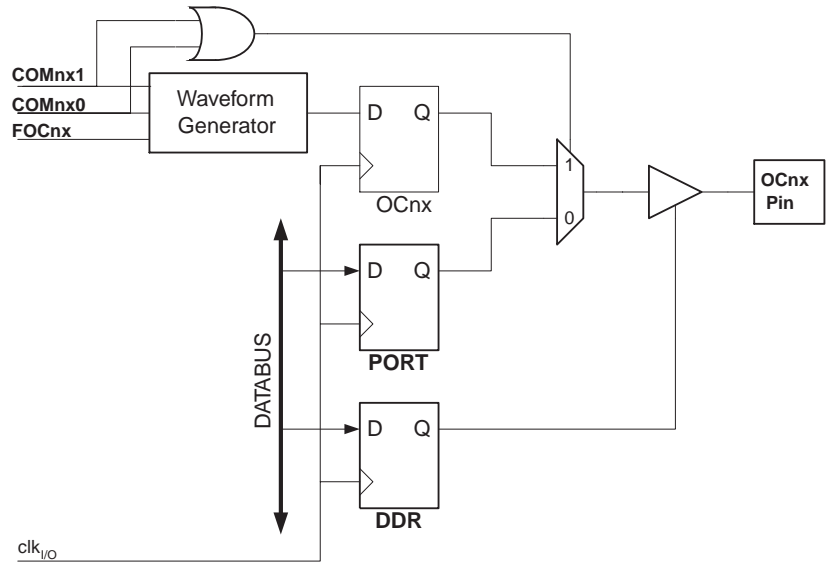 COMnx1
COMnx0
FOCnx
Waveform
Generator
D Q
OCnx
1
0
OCnx
Pin
D Q
PORT
DATABUS
D Q
DDR
clkI/O